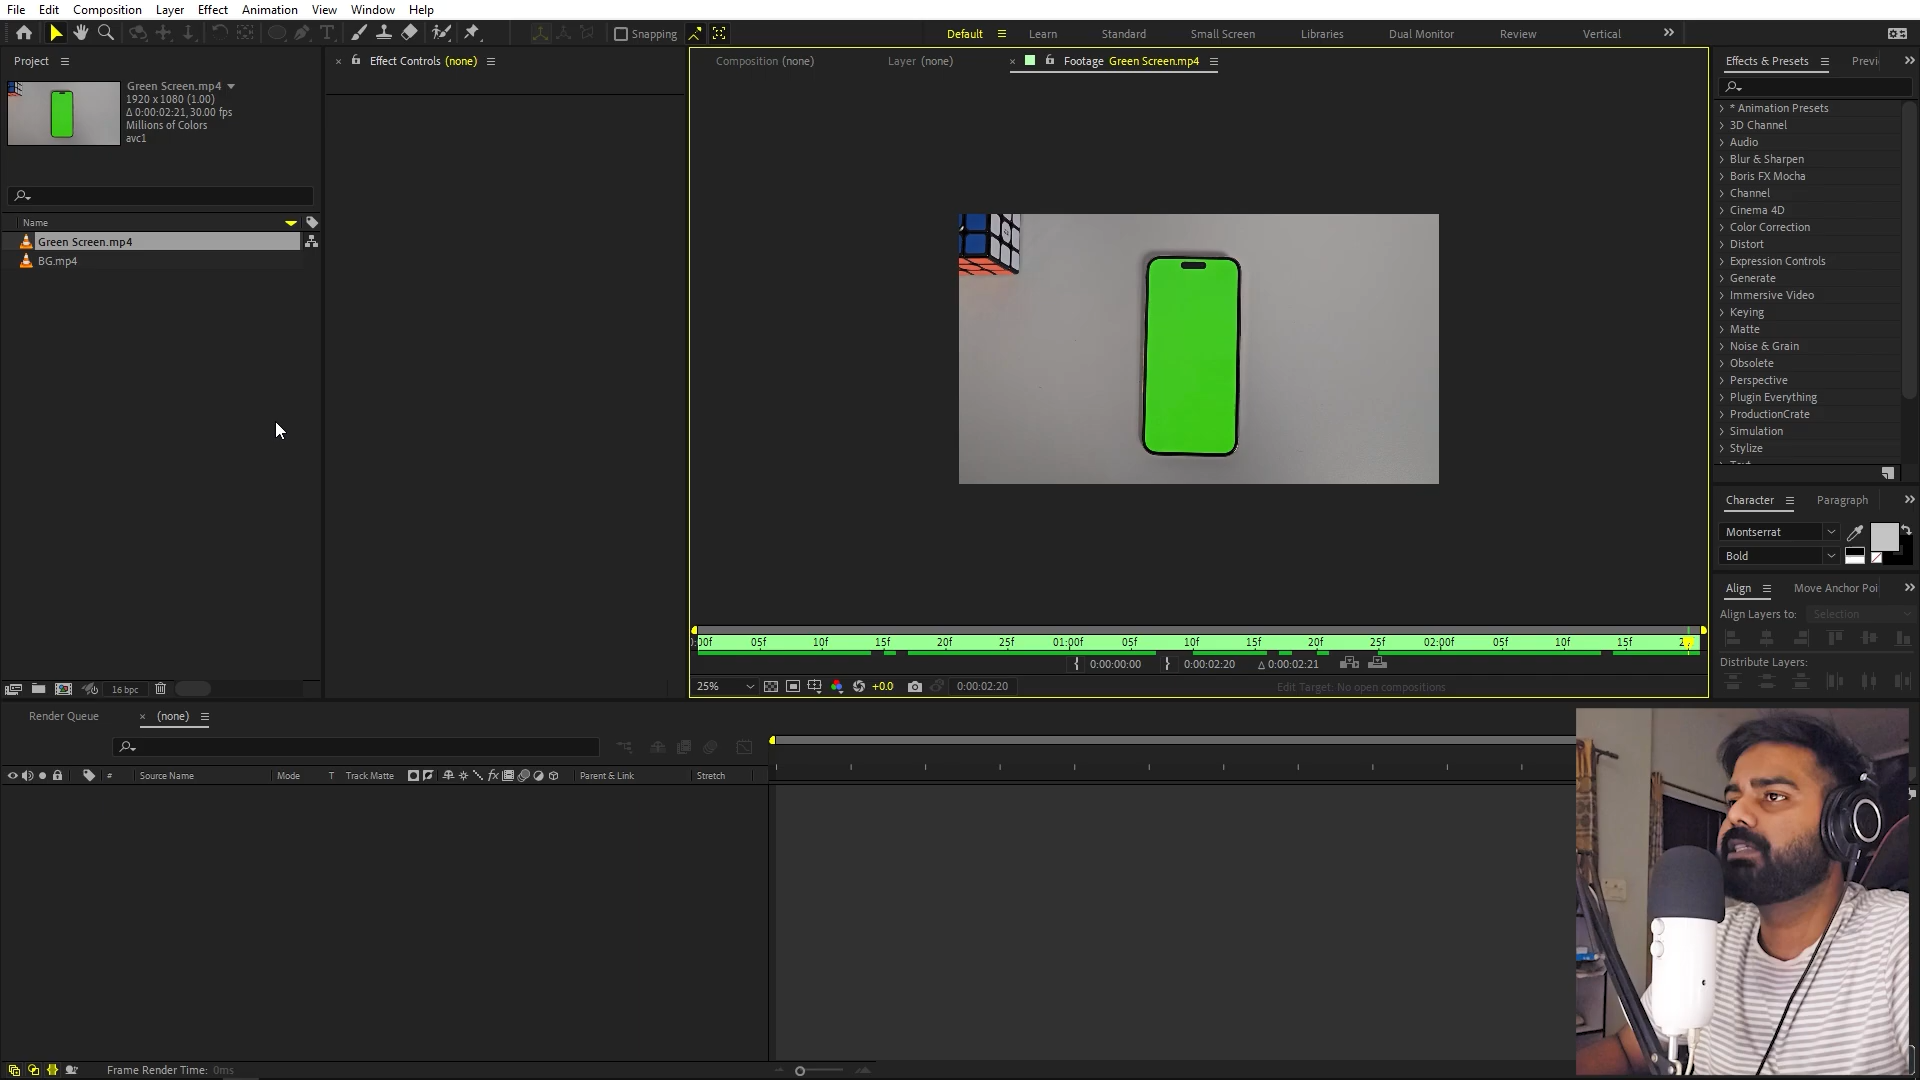 File Edit Composition Layer Effect Animation View Window Help
Snapping Default Learn Standard Small Screen Libraries Dual Monitor Review Vertical
Project
Green Screen.mp4
1920 x 1080 (1.00)
Δ 0:00:02:21, 30.00 fps
Millions of Colors
avc1
Name
Green Screen.mp4
BG.mp4
16 bpc
Effect Controls (none)
Composition (none) Layer (none) Footage Green Screen.mp4
00f 05f 10f 15f 20f 25f 01:00f 05f 10f 15f 20f 25f 02:00f 05f 10f 15f
0:00:00:00 0:00:02:20 Δ 0:00:02:21
25% +0.0 0:00:02:20 Edit Target: No open compositions
Effects & Presets Previ
* Animation Presets
3D Channel
Audio
Blur & Sharpen
Boris FX Mocha
Channel
Cinema 4D
Color Correction
Distort
Expression Controls
Generate
Immersive Video
Keying
Matte
Noise & Grain
Obsolete
Perspective
Plugin Everything
ProductionCrate
Simulation
Stylize
Text
Character Paragraph
Montserrat
Bold
Align Move Anchor Poi
Align Layers to: Selection
Distribute Layers:
Render Queue (none)
# Source Name Mode T Track Matte fx Parent & Link Stretch
Frame Render Time: 0ms